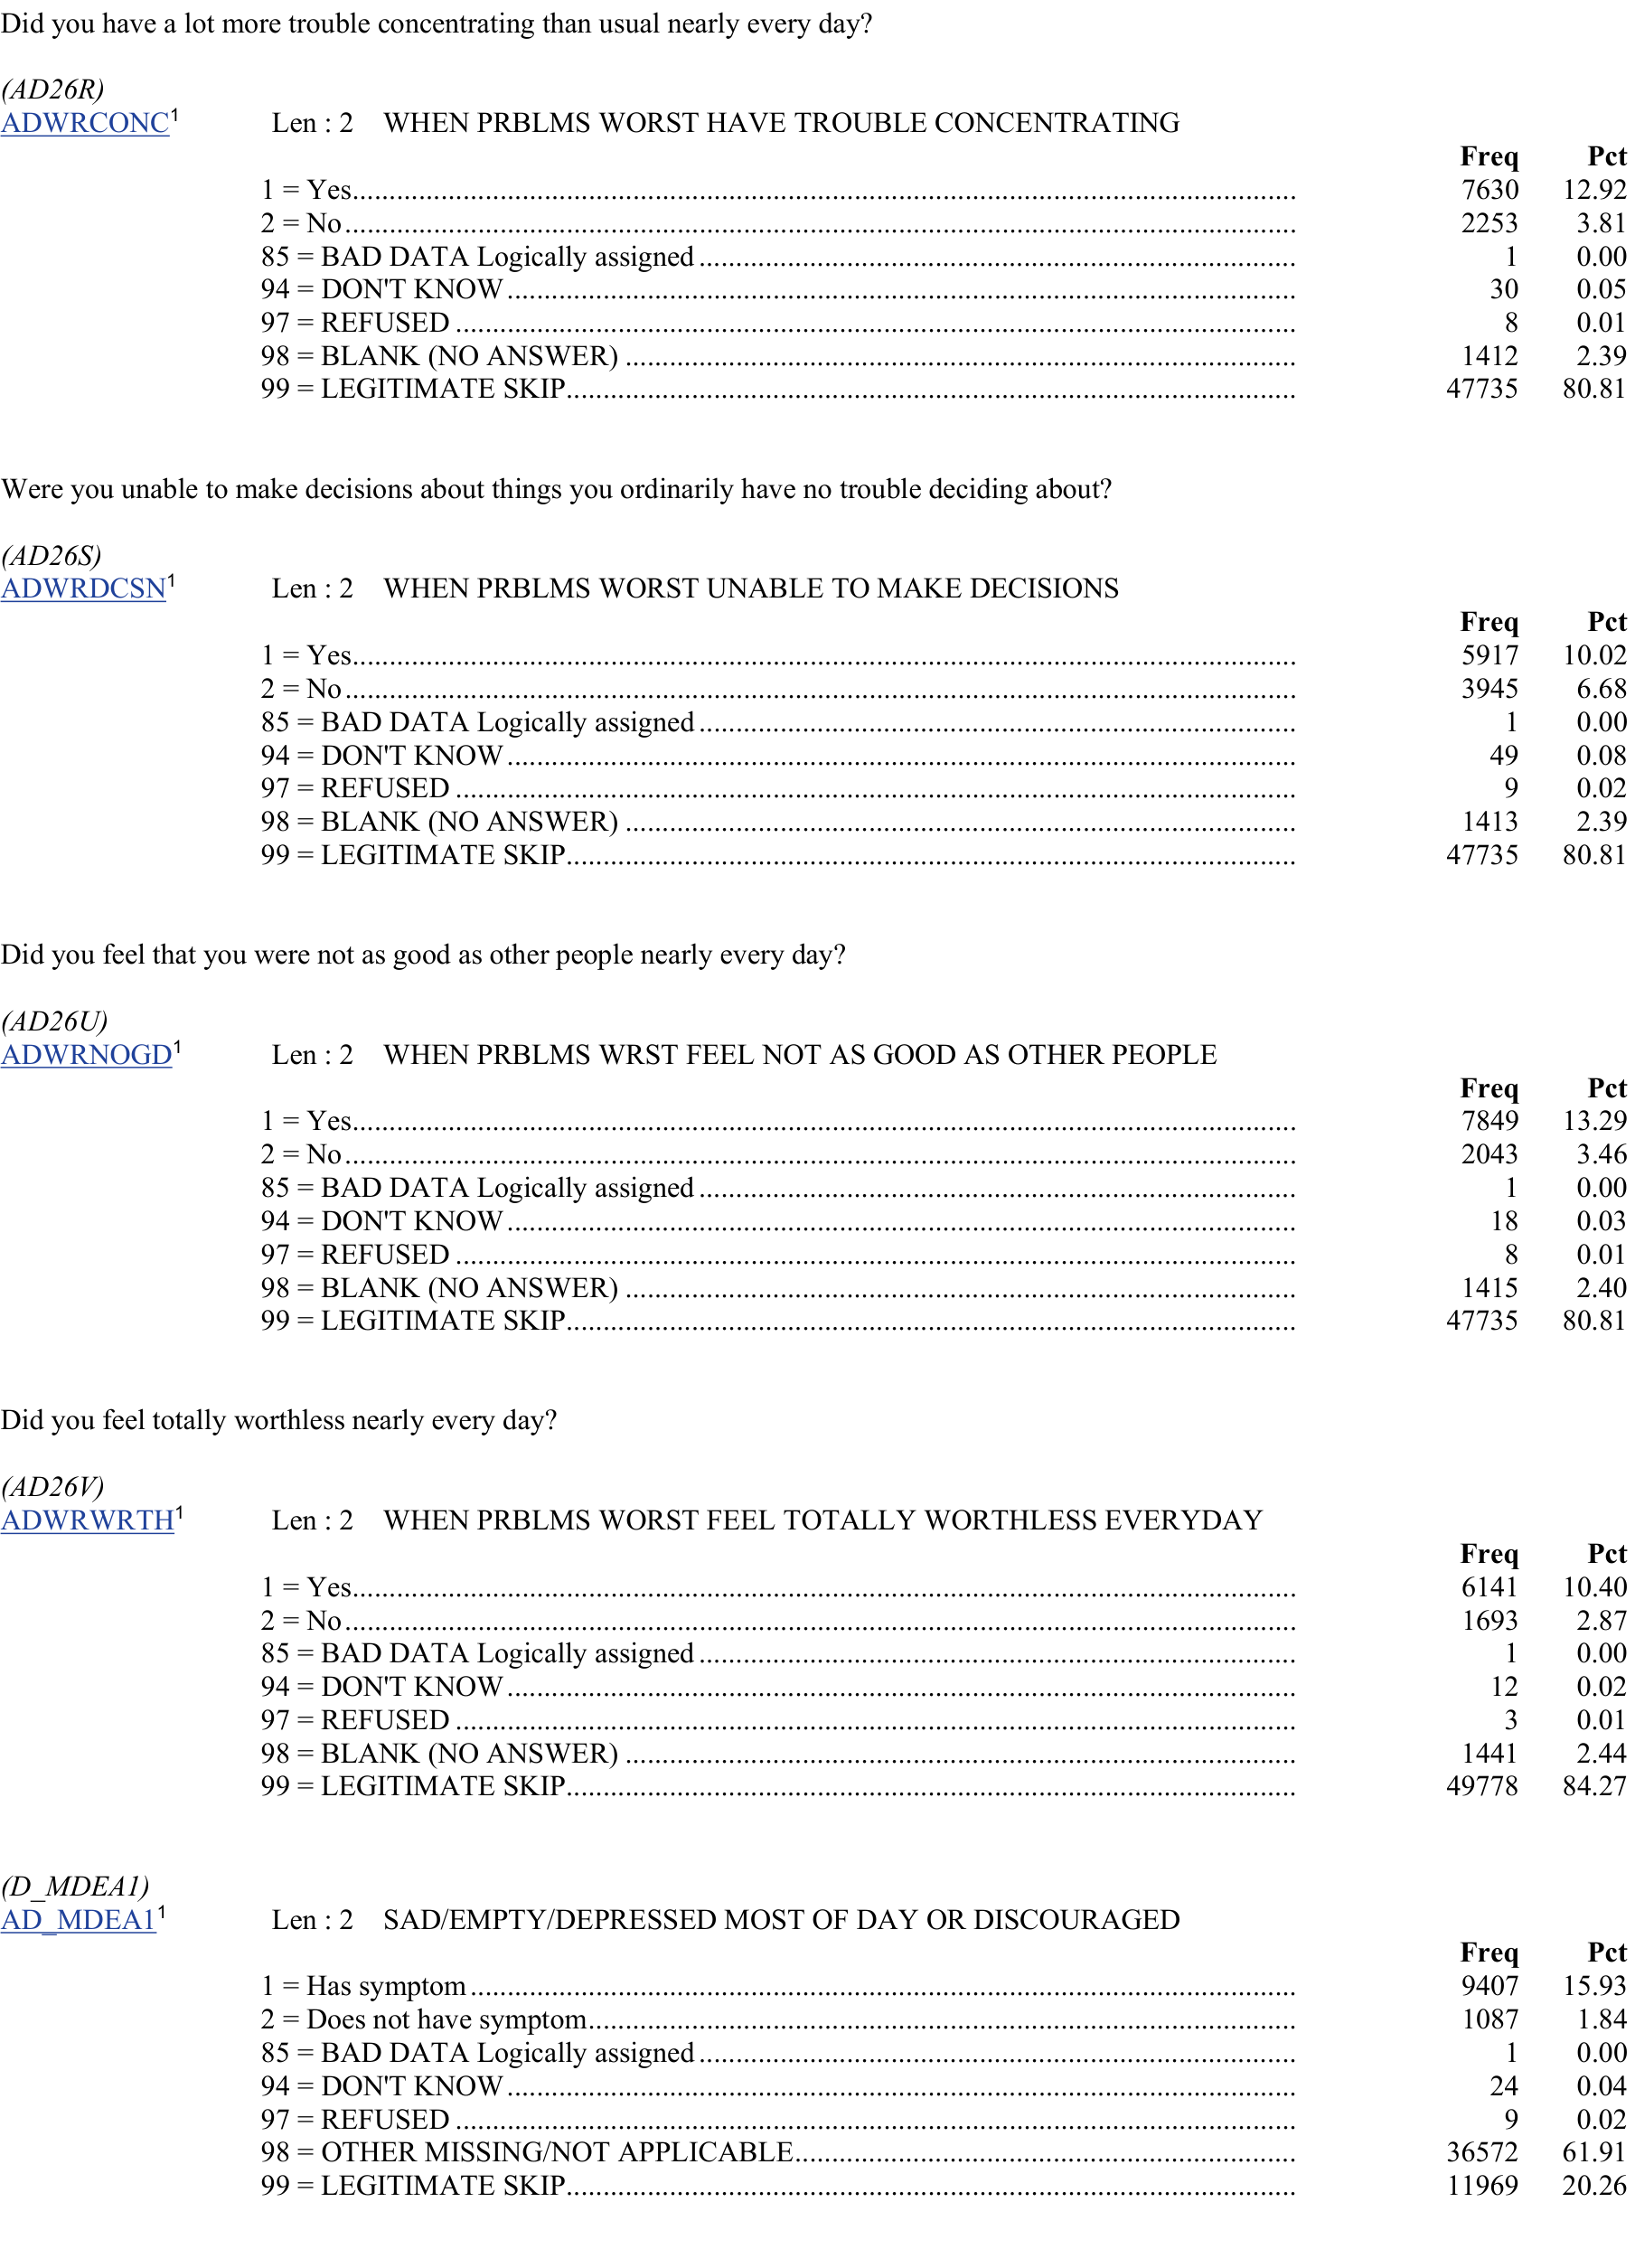 Did you have a lot more trouble concentrating than usual nearly every day?
(AD26R)
ADWRCONC1 Len : 2 WHEN PRBLMS WORST HAVE TROUBLE CONCENTRATING
Freq Pct
1 = Yes.......... 7630 12.92
2 = No.......... 2253 3.81
85 = BAD DATA Logically assigned.......... 1 0.00
94 = DON'T KNOW.......... 30 0.05
97 = REFUSED.......... 8 0.01
98 = BLANK (NO ANSWER).......... 1412 2.39
99 = LEGITIMATE SKIP.......... 47735 80.81
Were you unable to make decisions about things you ordinarily have no trouble deciding about?
(AD26S)
ADWRDCSN1 Len : 2 WHEN PRBLMS WORST UNABLE TO MAKE DECISIONS
Freq Pct
1 = Yes.......... 5917 10.02
2 = No.......... 3945 6.68
85 = BAD DATA Logically assigned.......... 1 0.00
94 = DON'T KNOW.......... 49 0.08
97 = REFUSED.......... 9 0.02
98 = BLANK (NO ANSWER).......... 1413 2.39
99 = LEGITIMATE SKIP.......... 47735 80.81
Did you feel that you were not as good as other people nearly every day?
(AD26U)
ADWRNOGD1 Len : 2 WHEN PRBLMS WRST FEEL NOT AS GOOD AS OTHER PEOPLE
Freq Pct
1 = Yes.......... 7849 13.29
2 = No.......... 2043 3.46
85 = BAD DATA Logically assigned.......... 1 0.00
94 = DON'T KNOW.......... 18 0.03
97 = REFUSED.......... 8 0.01
98 = BLANK (NO ANSWER).......... 1415 2.40
99 = LEGITIMATE SKIP.......... 47735 80.81
Did you feel totally worthless nearly every day?
(AD26V)
ADWRWRTH1 Len : 2 WHEN PRBLMS WORST FEEL TOTALLY WORTHLESS EVERYDAY
Freq Pct
1 = Yes.......... 6141 10.40
2 = No.......... 1693 2.87
85 = BAD DATA Logically assigned.......... 1 0.00
94 = DON'T KNOW.......... 12 0.02
97 = REFUSED.......... 3 0.01
98 = BLANK (NO ANSWER).......... 1441 2.44
99 = LEGITIMATE SKIP.......... 49778 84.27
(D_MDEA1)
AD_MDEA11 Len : 2 SAD/EMPTY/DEPRESSED MOST OF DAY OR DISCOURAGED
Freq Pct
1 = Has symptom.......... 9407 15.93
2 = Does not have symptom.......... 1087 1.84
85 = BAD DATA Logically assigned.......... 1 0.00
94 = DON'T KNOW.......... 24 0.04
97 = REFUSED.......... 9 0.02
98 = OTHER MISSING/NOT APPLICABLE.......... 36572 61.91
99 = LEGITIMATE SKIP.......... 11969 20.26